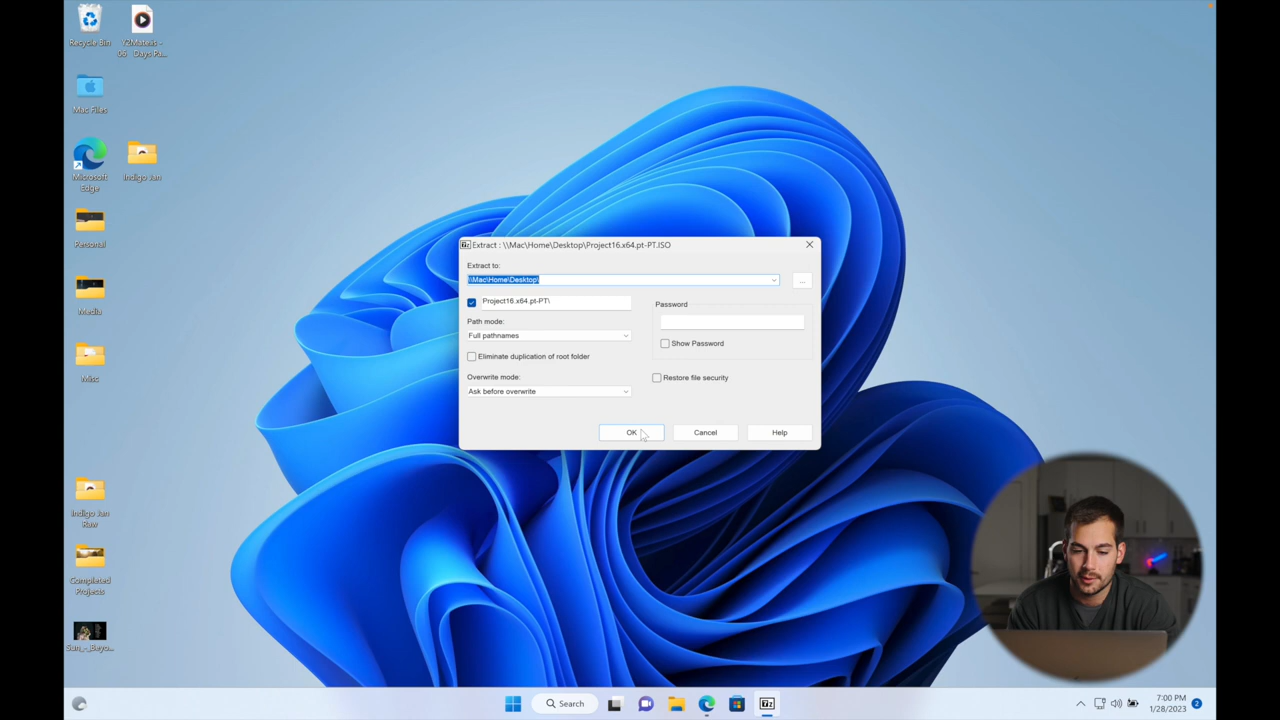 Recycle Bin
Mac Files
Microsoft
Edge
Indigo Jan
Personal
Media
Misc
Indigo Jan
Raw
Completed
Projects
Extract : \\Mac\Home\Desktop\Project16.x64.pt-PT.ISO
Extract to:
\\Mac\Home\Desktop\
...
Project16.x64.pt-PT\
Password
Path mode:
Full pathnames
Show Password
Eliminate duplication of root folder
Overwrite mode:
Restore file security
Ask before overwrite
OK
Cancel
Help
Search
7:00 PM
1/28/2023
2